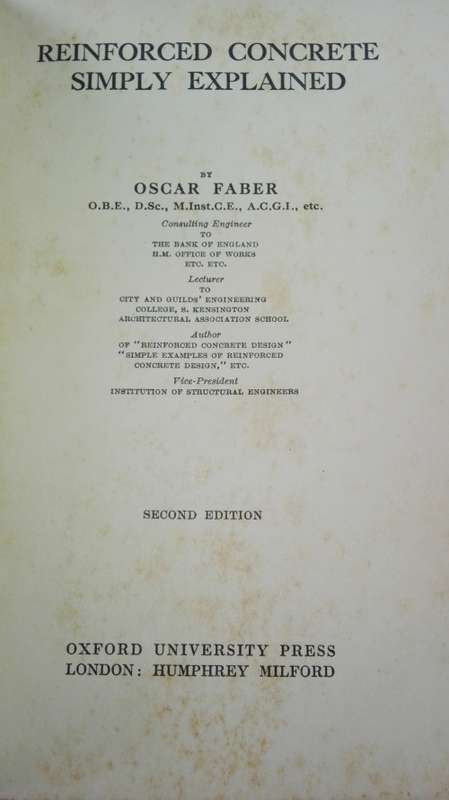 REINFORCED CONCRETE
SIMPLY EXPLAINED
BY
OSCAR FABER
O.B.E., D.Sc., M.Inst.C.E., A.C.G.I., etc.
Consulting Engineer
TO
THE BANK OF ENGLAND
H.M. OFFICE OF WORKS
ETC. ETC.
Lecturer
TO
CITY AND GUILDS' ENGINEERING
COLLEGE, S. KENSINGTON
ARCHITECTURAL ASSOCIATION SCHOOL
Author
OF "REINFORCED CONCRETE DESIGN"
"SIMPLE EXAMPLES OF REINFORCED
CONCRETE DESIGN," ETC.
Vice-President
INSTITUTION OF STRUCTURAL ENGINEERS
SECOND EDITION
OXFORD UNIVERSITY PRESS
LONDON: HUMPHREY MILFORD